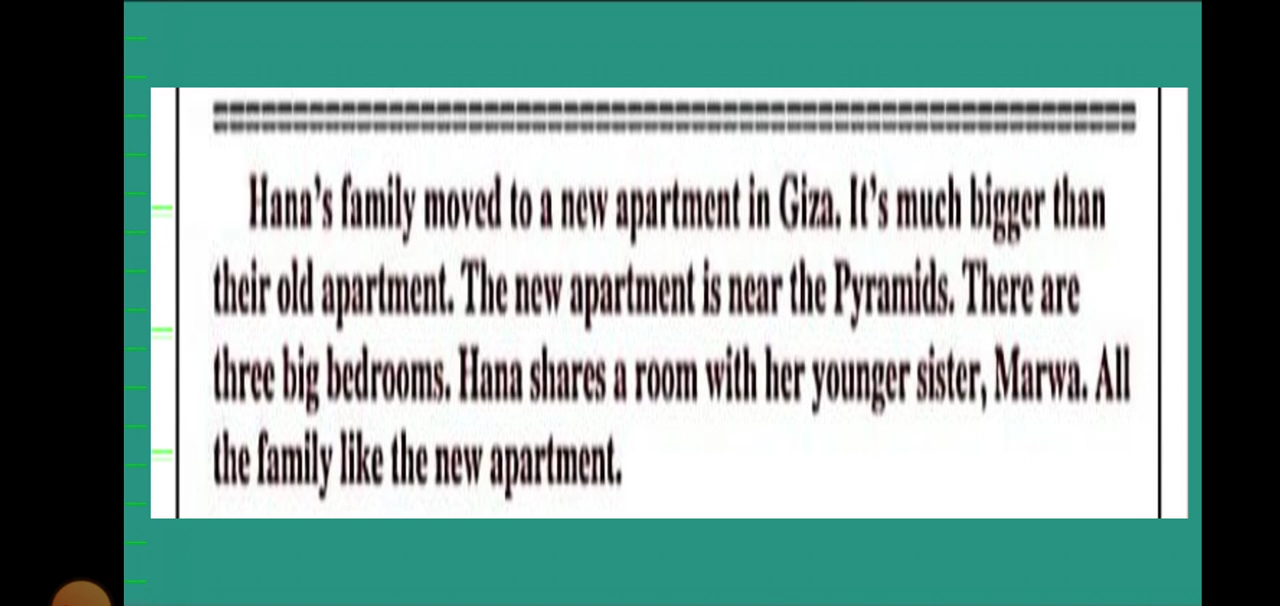 Hana's family moved to a new apartment in Giza. It's much bigger than
their old apartment. The new apartment is near the Pyramids. There are
three big bedrooms. Hana shares a room with her younger sister, Marwa. All
the family like the new apartment.